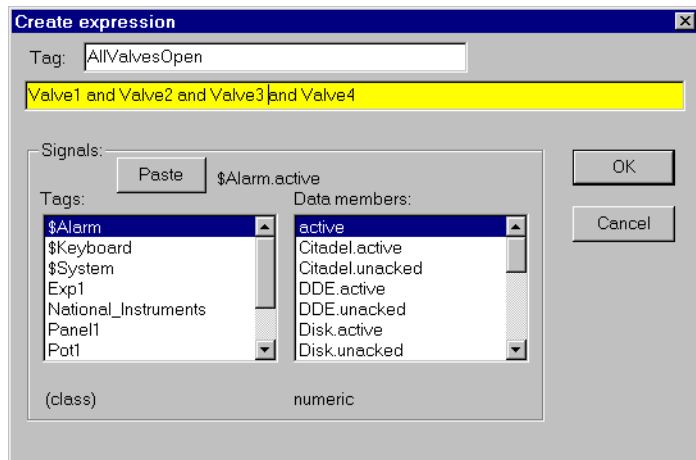 Create expression
Tag: AllValvesOpen
Valve1 and Valve2 and Valve3 and Valve4
Signals:
Paste $Alarm.active
OK
Tags: Data members:
$Alarm active
Cancel
$Keyboard Citadel.active
$System Citadel.unacked
Exp1 DDE.active
National_Instruments DDE.unacked
Panel1 Disk.active
Pot1 Disk.unacked
(class) numeric